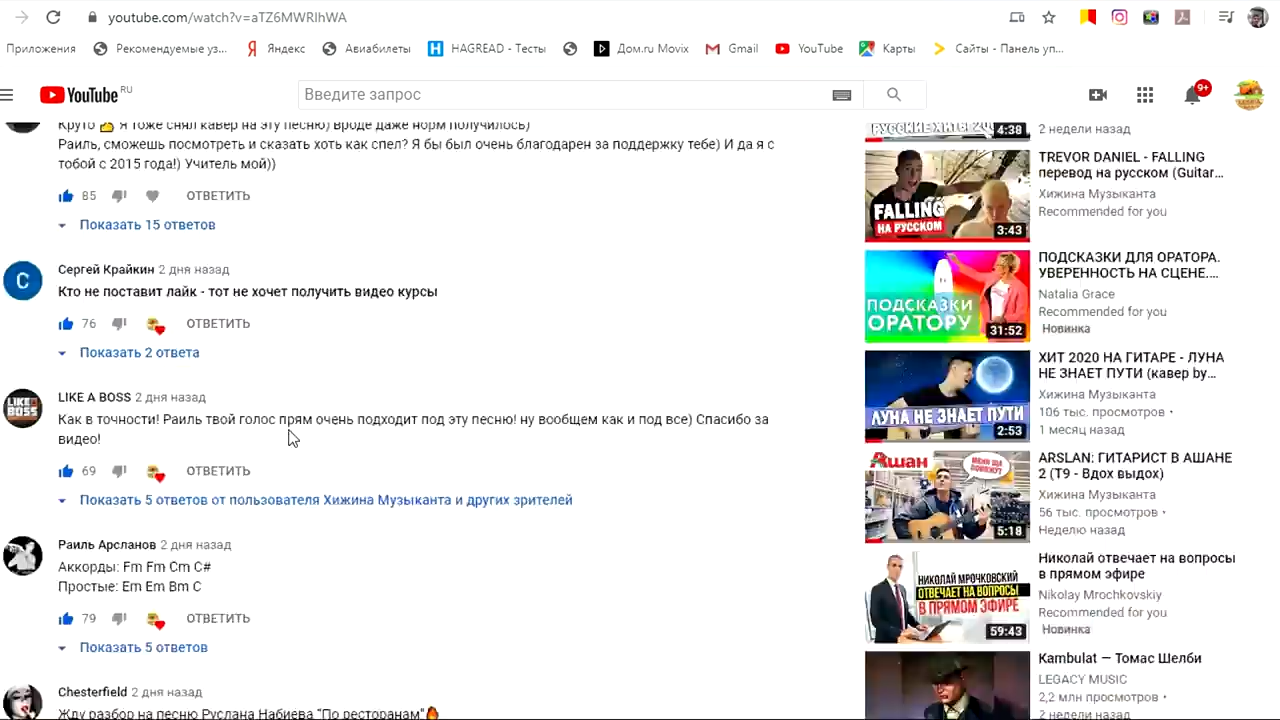 youtube.com/watch?v=aTZ6MWRlhWA
Приложения
Рекомендуемые уз...
Яндекс
Авиабилеты
HAGREAD - Тесты
Дом.ru Movix
Gmail
YouTube
Карты
Сайты - Панель уп...
YouTube RU
Введите запрос
9+
Круто 👍 Я тоже снял кавер на эту песню) вроде даже норм получилось)
Раиль, сможешь посмотреть и сказать хоть как спел? Я бы был очень благодарен за поддержку тебе) И да я с
тобой с 2015 года!) Учитель мой))
85 ОТВЕТИТЬ
Показать 15 ответов
С
Сергей Крайкин 2 дня назад
Кто не поставит лайк - тот не хочет получить видео курсы
76 ОТВЕТИТЬ
Показать 2 ответа
LIKE A BOSS
LIKE A BOSS 2 дня назад
Как в точности! Раиль твой голос прям очень подходит под эту песню! ну вообщем как и под все) Спасибо за
видео!
69 ОТВЕТИТЬ
Показать 5 ответов от пользователя Хижина Музыканта и других зрителей
Раиль Арсланов 2 дня назад
Аккорды: Fm Fm Cm C#
Простые: Em Em Bm C
79 ОТВЕТИТЬ
Показать 5 ответов
Chesterfield 2 дня назад
Жду разбор на песню Руслана Набиева "По ресторанам"🔥
4:38
2 недели назад
FALLING
НА РУССКОМ
3:43
TREVOR DANIEL - FALLING
перевод на русском (Guitar...
Хижина Музыканта
Recommended for you
ПОДСКАЗКИ
ОРАТОРУ
31:52
ПОДСКАЗКИ ДЛЯ ОРАТОРА.
УВЕРЕННОСТЬ НА СЦЕНЕ....
Natalia Grace
Recommended for you
Новинка
ЛУНА НЕ ЗНАЕТ ПУТИ
2:53
ХИТ 2020 НА ГИТАРЕ - ЛУНА
НЕ ЗНАЕТ ПУТИ (кавер by...
Хижина Музыканта
106 тыс. просмотров •
1 месяц назад
Ашан
5:18
ARSLAN: ГИТАРИСТ В АШАНЕ
2 (Т9 - Вдох выдох)
Хижина Музыканта
56 тыс. просмотров •
Неделю назад
НИКОЛАЙ МРОЧКОВСКИЙ
ОТВЕЧАЕТ НА ВОПРОСЫ
В ПРЯМОМ ЭФИРЕ
59:43
Николай отвечает на вопросы
в прямом эфире
Nikolay Mrochkovskiy
Recommended for you
Новинка
Kambulat — Томас Шелби
LEGACY MUSIC
2,2 млн просмотров •
2 недели назад